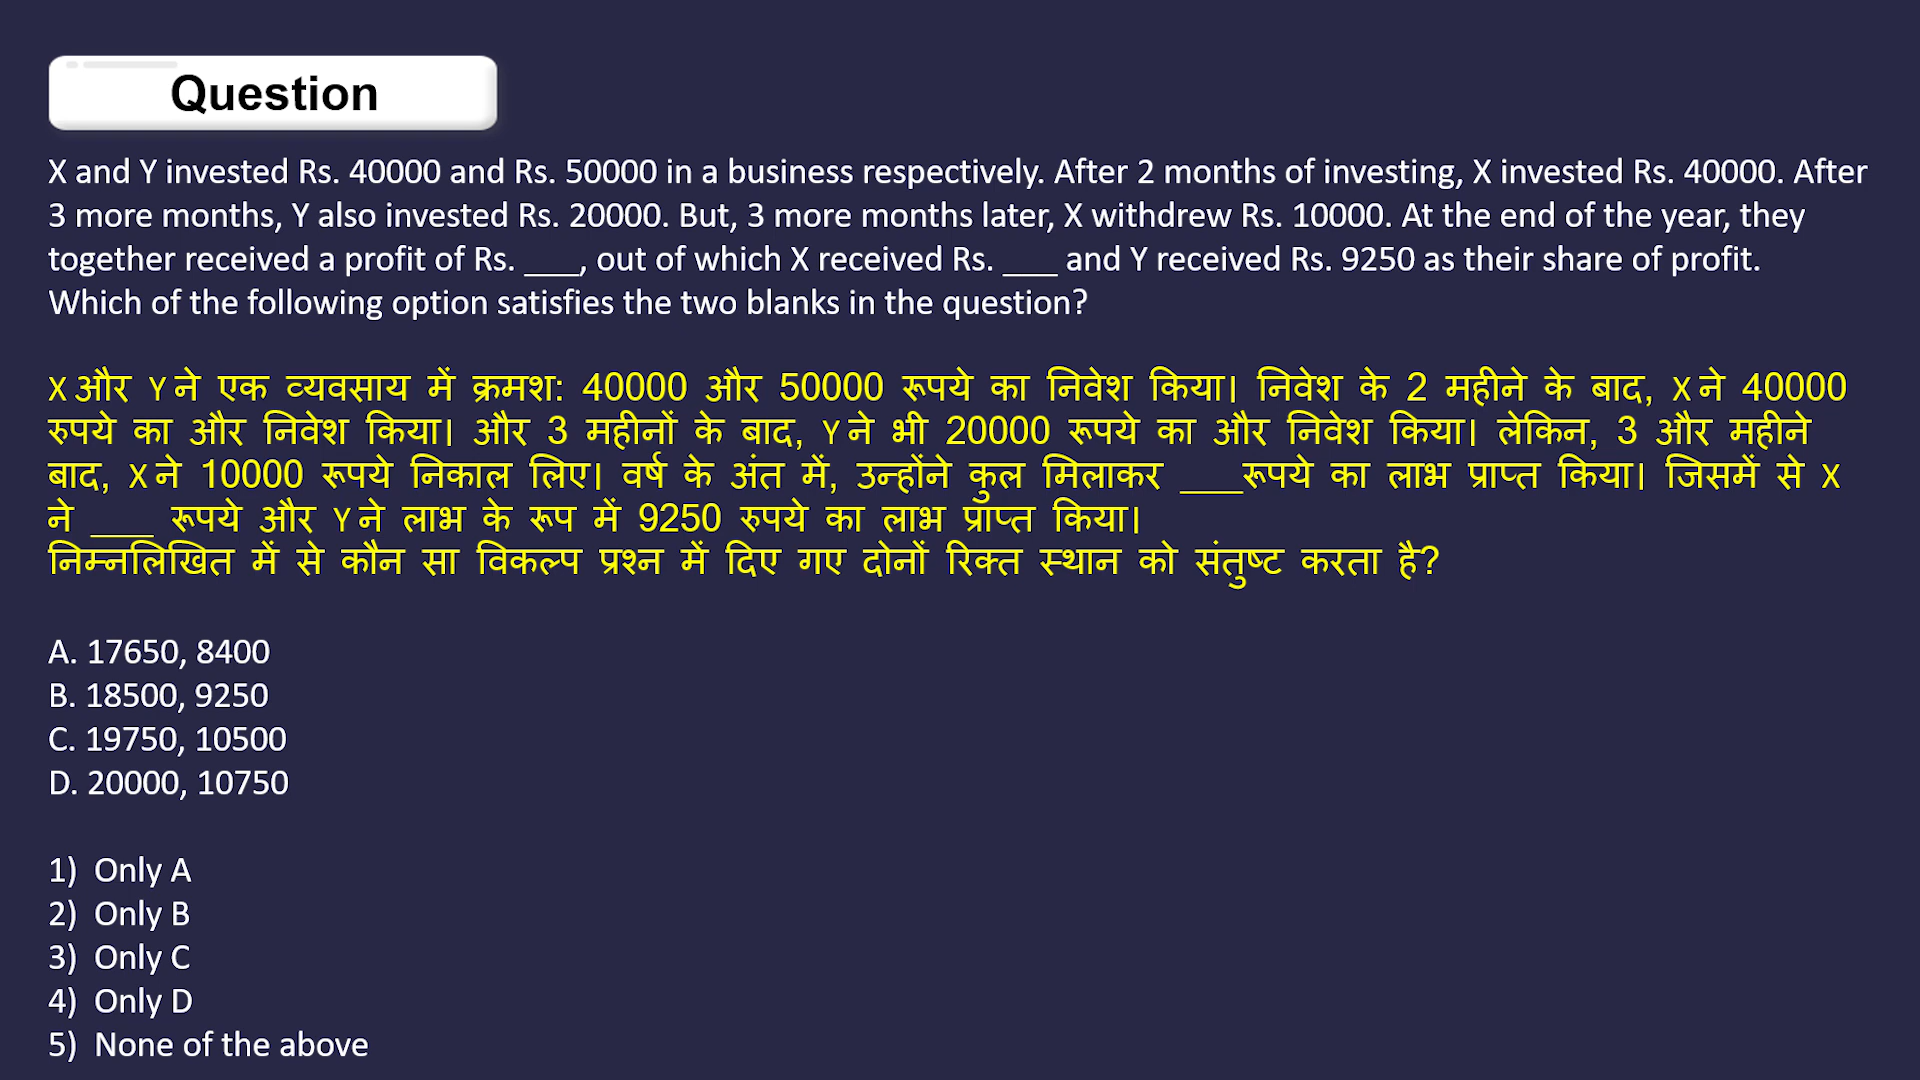 Question
X and Y invested Rs. 40000 and Rs. 50000 in a business respectively. After 2 months of investing, X invested Rs. 40000. After
3 more months, Y also invested Rs. 20000. But, 3 more months later, X withdrew Rs. 10000. At the end of the year, they
together received a profit of Rs. ___, out of which X received Rs. ___ and Y received Rs. 9250 as their share of profit.
Which of the following option satisfies the two blanks in the question?
X और Y ने एक व्यवसाय में क्रमश: 40000 और 50000 रूपये का निवेश किया। निवेश के 2 महीने के बाद, X ने 40000
रुपये का और निवेश किया। और 3 महीनों के बाद, Y ने भी 20000 रूपये का और निवेश किया। लेकिन, 3 और महीने
बाद, X ने 10000 रूपये निकाल लिए। वर्ष के अंत में, उन्होंने कुल मिलाकर ___रूपये का लाभ प्राप्त किया। जिसमें से X
ने ___ रूपये और Y ने लाभ के रूप में 9250 रुपये का लाभ प्राप्त किया।
निम्नलिखित में से कौन सा विकल्प प्रश्न में दिए गए दोनों रिक्त स्थान को संतुष्ट करता है?
A. 17650, 8400
B. 18500, 9250
C. 19750, 10500
D. 20000, 10750
1) Only A
2) Only B
3) Only C
4) Only D
5) None of the above